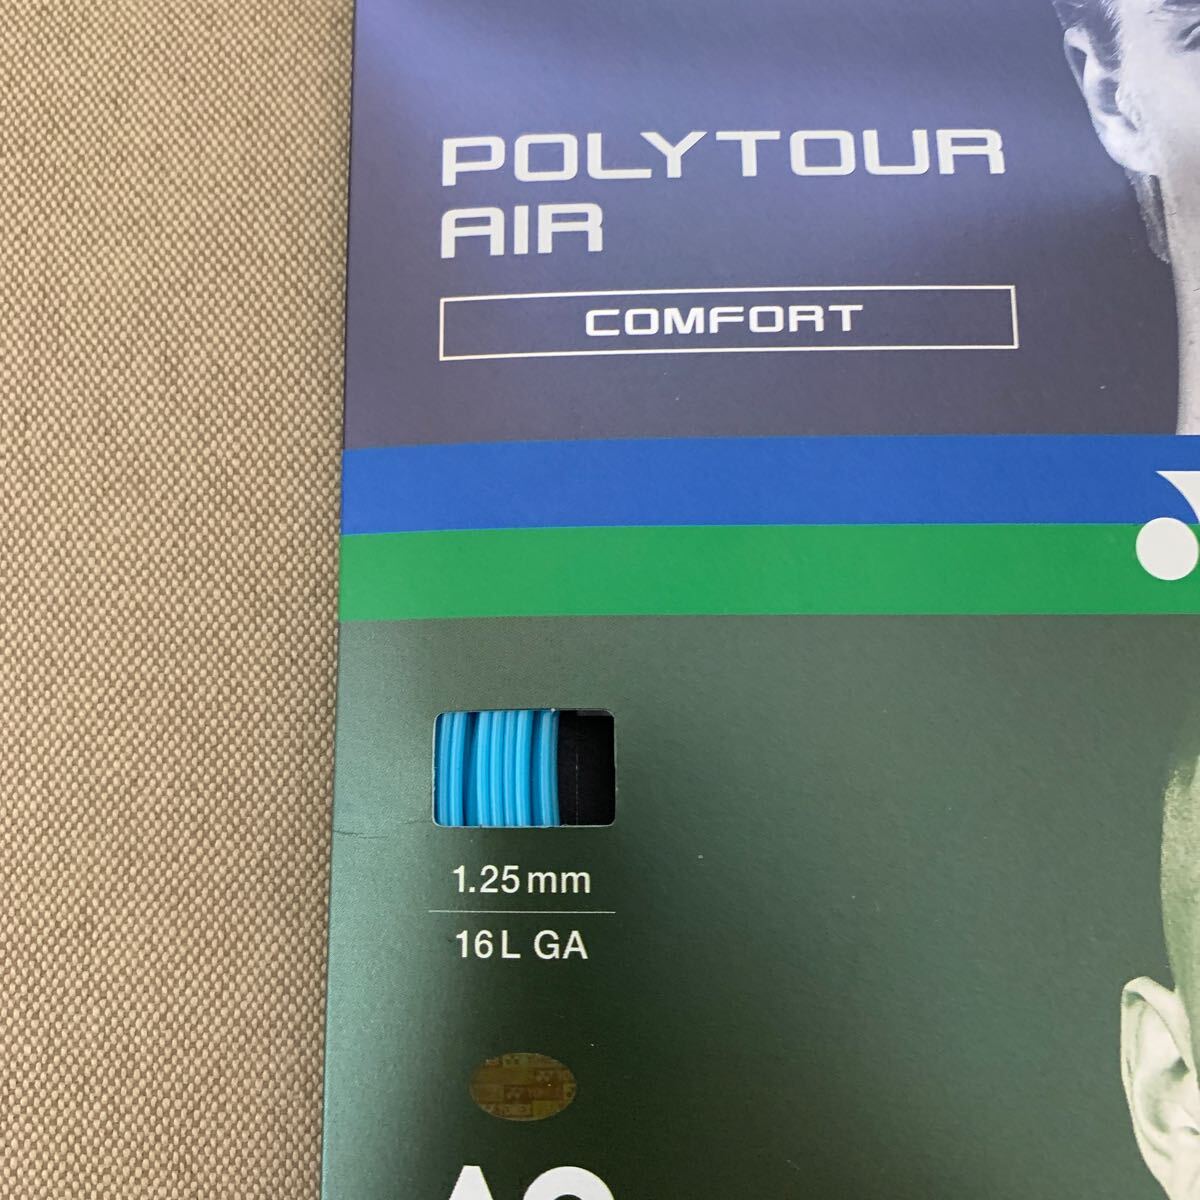 POLYTOUR
AIR
COMFORT
1.25mm
16L GA